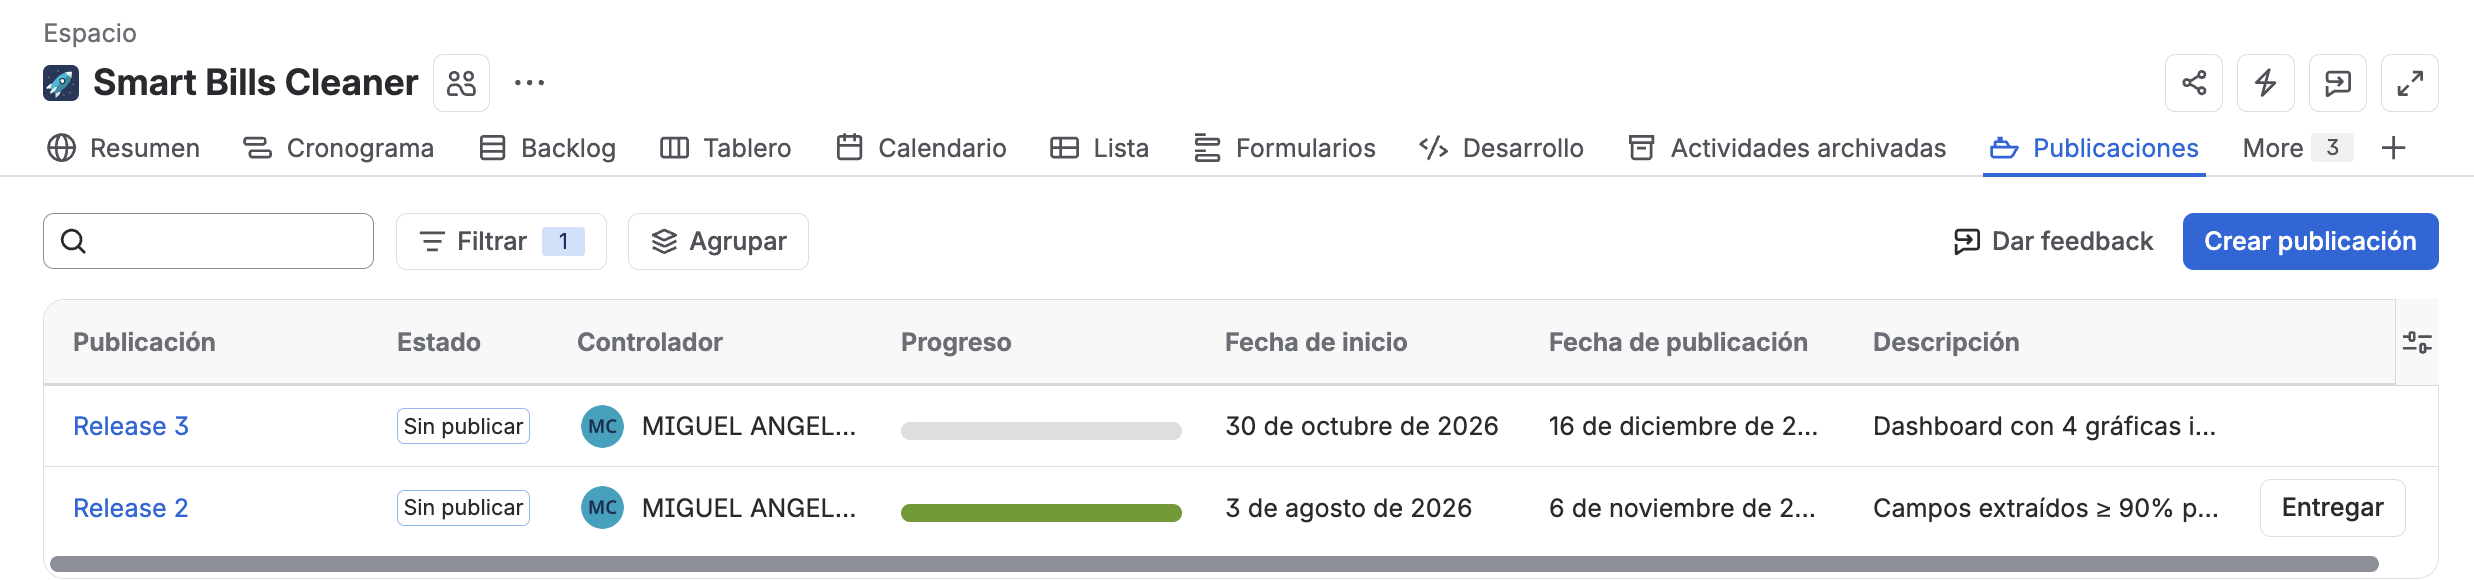 Espacio
Smart Bills Cleaner
Resumen Cronograma Backlog Tablero Calendario Lista Formularios Desarrollo Actividades archivadas Publicaciones More 3
Filtrar 1 Agrupar Dar feedback Crear publicación
Publicación Estado Controlador Progreso Fecha de inicio Fecha de publicación Descripción
Release 3 Sin publicar MC MIGUEL ANGEL... 30 de octubre de 2026 16 de diciembre de 2... Dashboard con 4 gráficas i...
Release 2 Sin publicar MC MIGUEL ANGEL... 3 de agosto de 2026 6 de noviembre de 2... Campos extraídos ≥ 90% p... Entregar